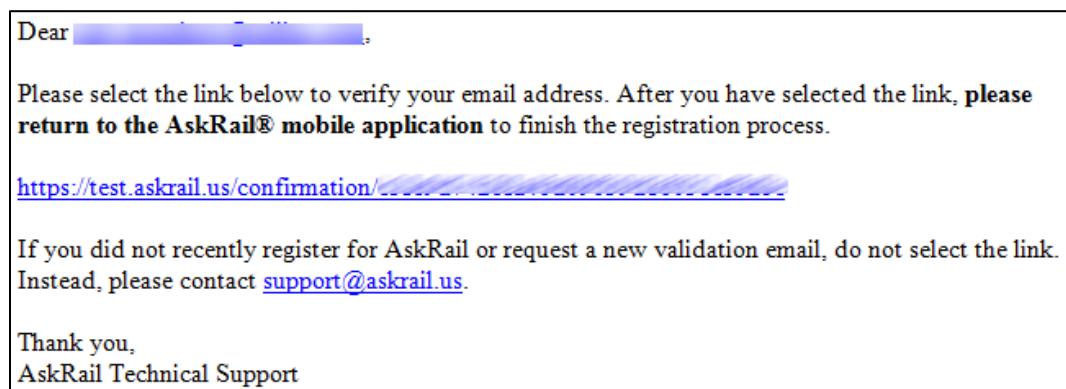 Dear ,
Please select the link below to verify your email address. After you have selected the link, please
return to the AskRail® mobile application to finish the registration process.
https://test.askrail.us/confirmation/
If you did not recently register for AskRail or request a new validation email, do not select the link.
Instead, please contact support@askrail.us.
Thank you,
AskRail Technical Support